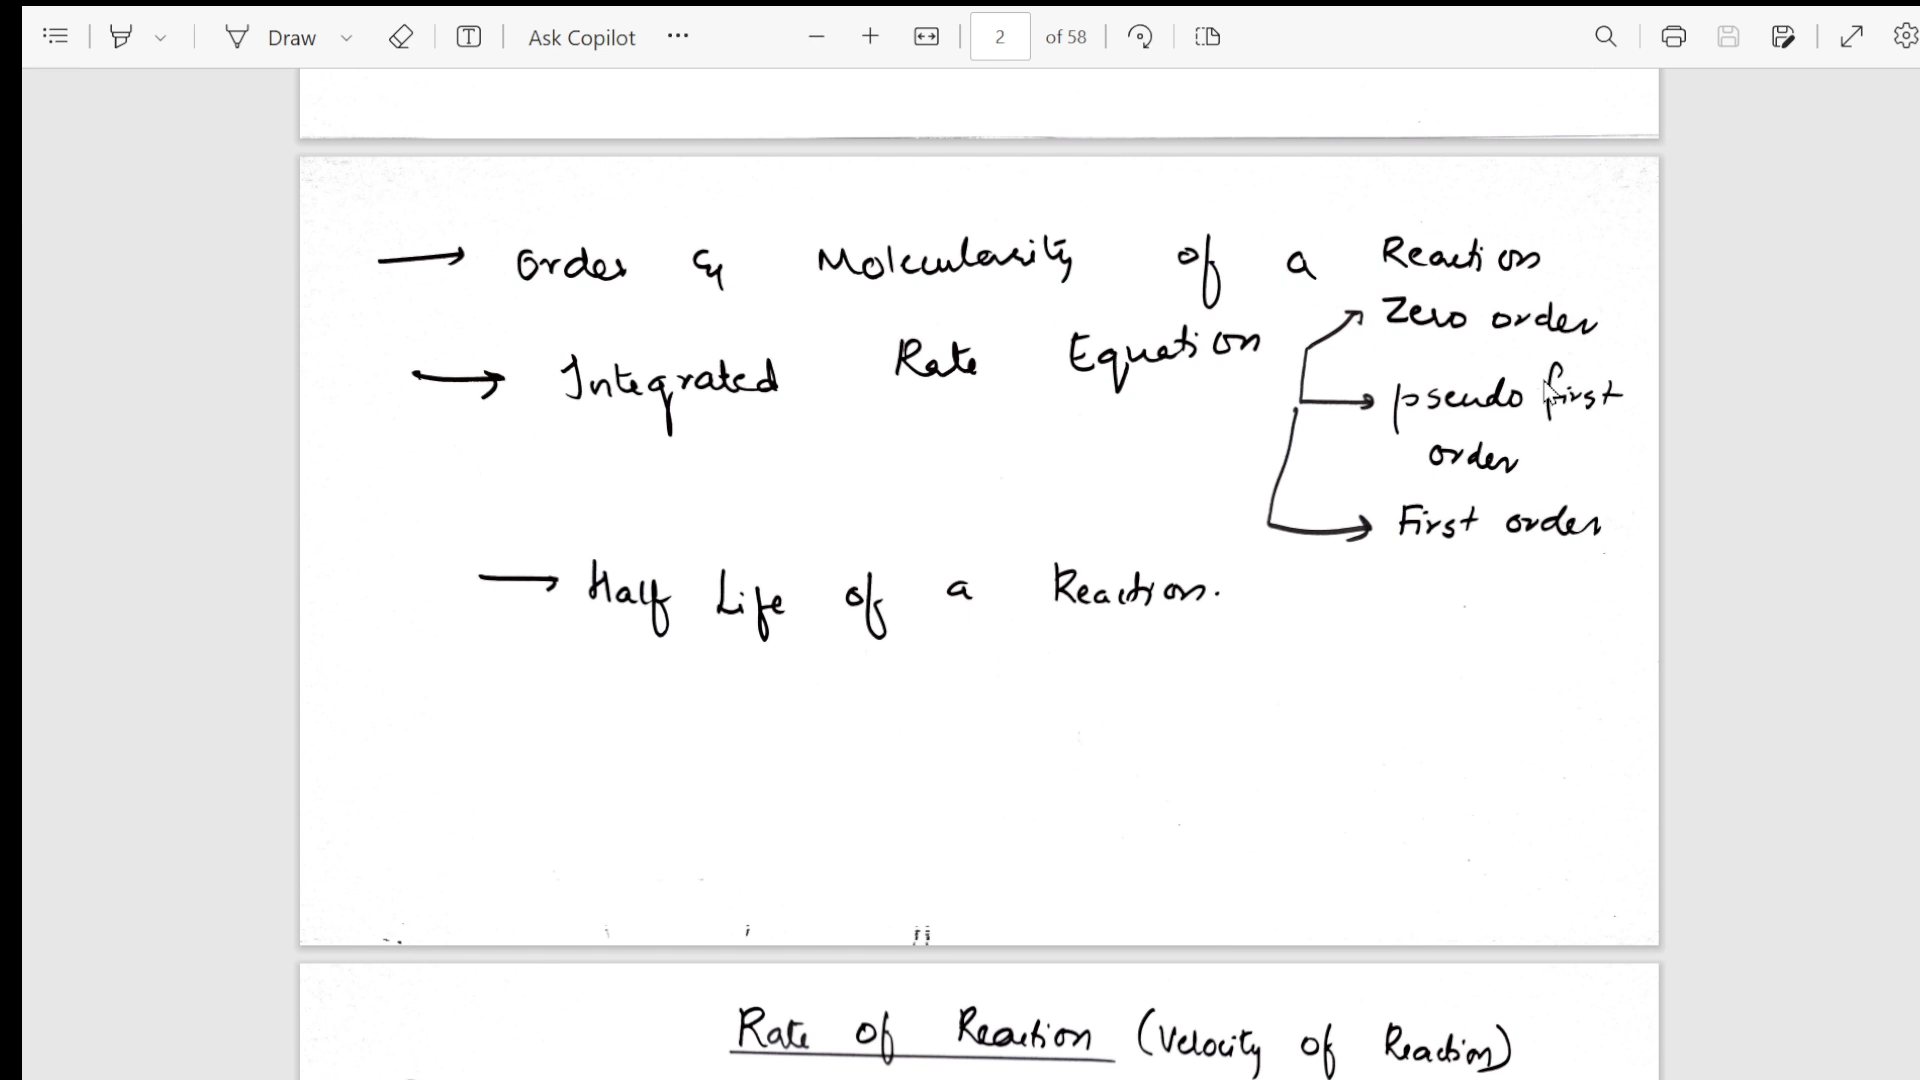 Draw
Ask Copilot
2 of 58
→ Order & Molecularity of a Reaction
→ Integrated Rate Equation
→ Zero order
→ pseudo first
order
→ First order
→ Half Life of a Reaction.
Rate of Reaction (Velocity of Reaction)